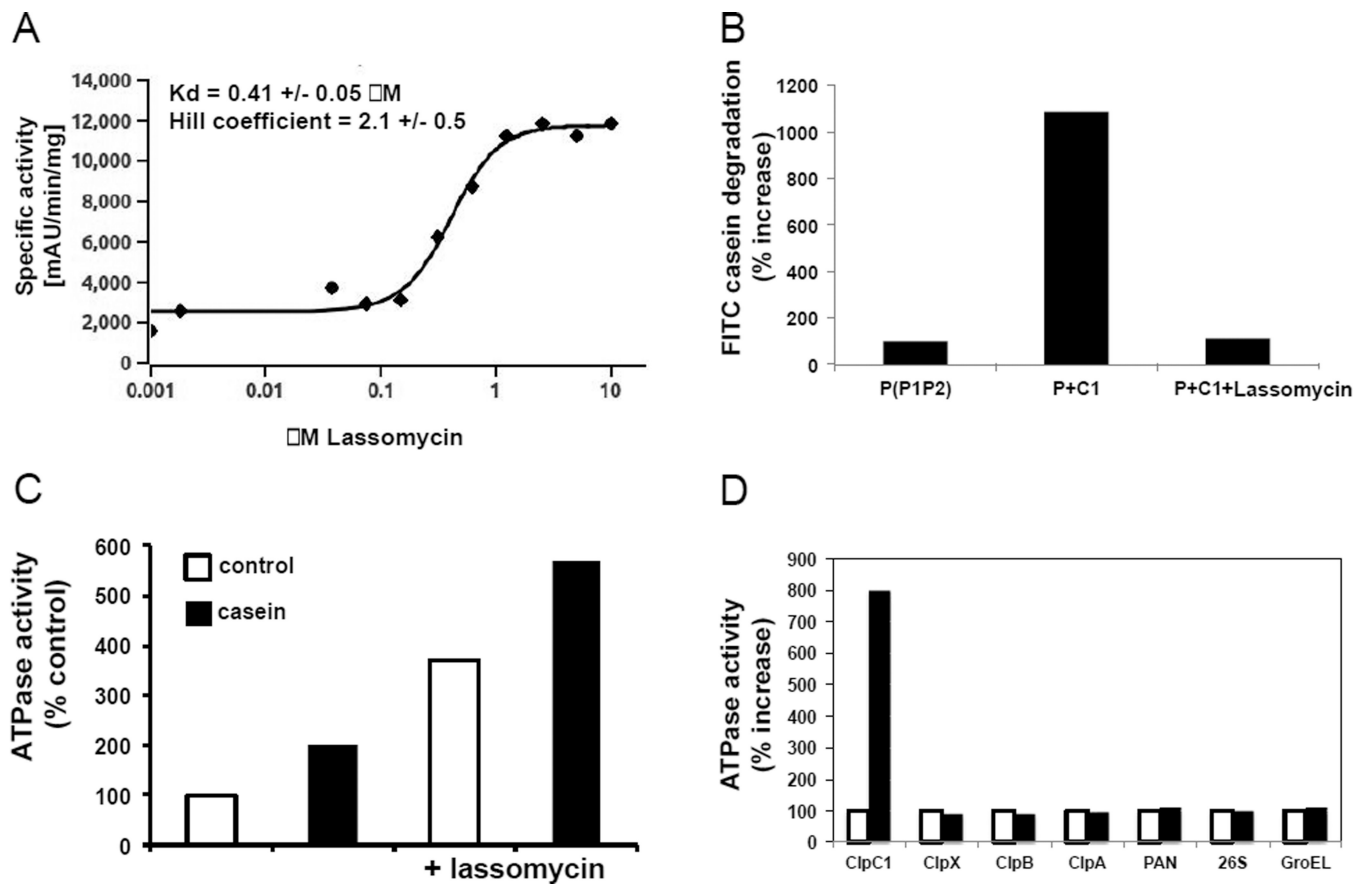 A
Kd = 0.41 +/- 0.05 □M
Hill coefficient = 2.1 +/- 0.5
Specific activity
[mAU/min/mg]
14,000
12,000
10,000
8,000
6,000
4,000
2,000
0
0.001 0.01 0.1 1 10
□M Lassomycin
B
FITC casein degradation
(% increase)
1200
1000
800
600
400
200
0
P(P1P2) P+C1 P+C1+Lassomycin
C
ATPase activity
(% control)
600
500
400
300
200
100
0
control
casein
+ lassomycin
D
ATPase activity
(% increase)
900
800
700
600
500
400
300
200
100
0
ClpC1 ClpX ClpB ClpA PAN 26S GroEL